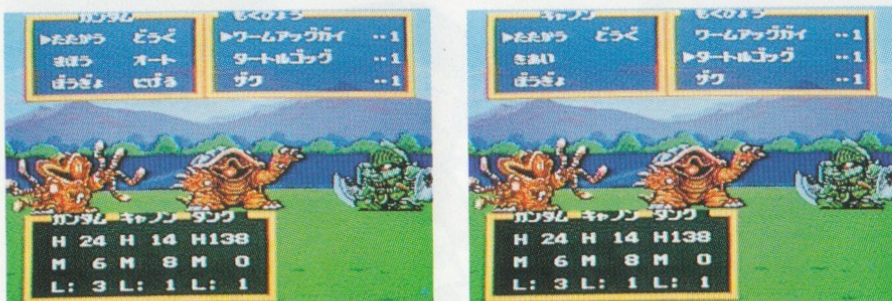 ガンダム
もくひょう
▶たたかう どうぐ
まほう オート
ぼうぎょ にげる
▶ワームアッグガイ ‥1
タートルゴッグ ‥1
ザク ‥1
ガンダム キャノン タンク
H 24 H 14 H138
M 6 M 8 M 0
L: 3 L: 1 L: 1
キャノン
もくひょう
▶たたかう どうぐ
きあい
ぼうぎょ
ワームアッグガイ ‥1
▶タートルゴッグ ‥1
ザク ‥1
ガンダム キャノン タンク
H 24 H 14 H138
M 6 M 8 M 0
L: 3 L: 1 L: 1